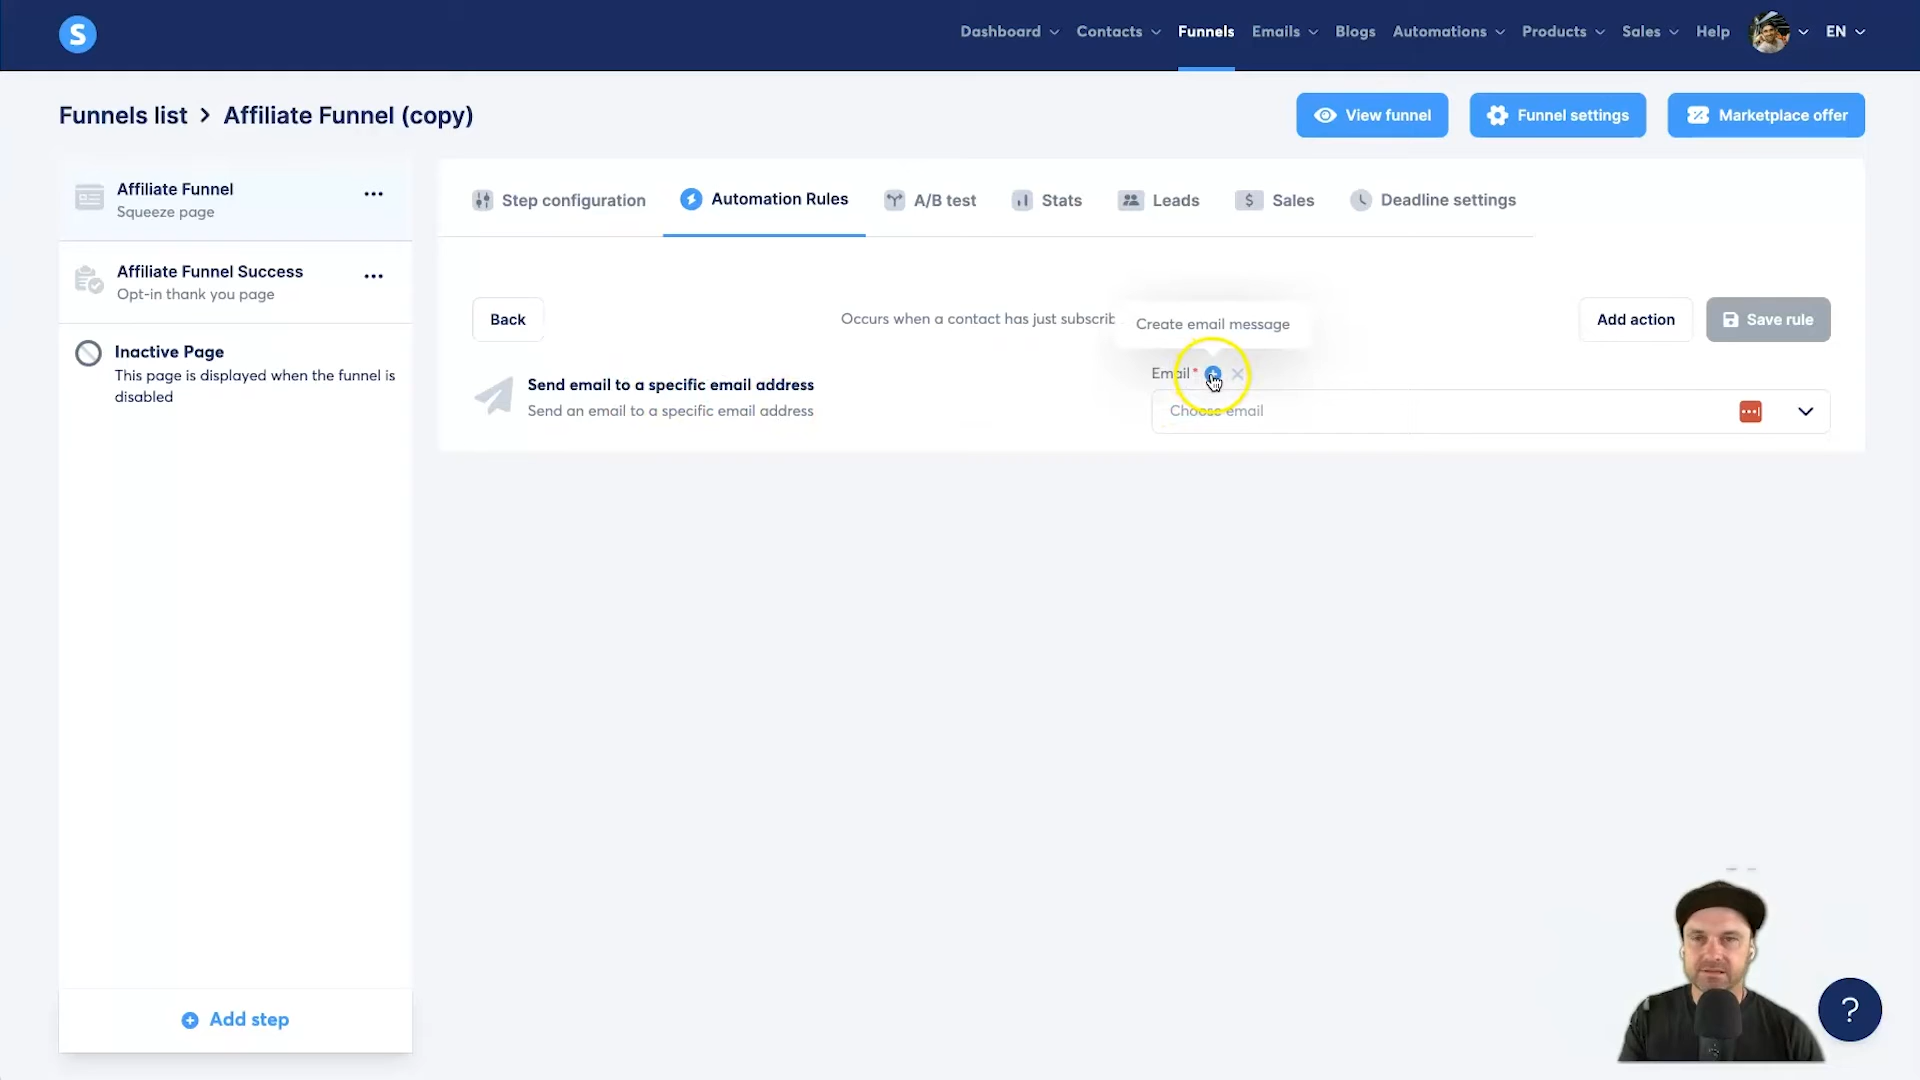 S
Dashboard
Contacts
Funnels
Emails
Blogs
Automations
Products
Sales
Help
EN
Funnels list > Affiliate Funnel (copy)
View funnel
Funnel settings
Marketplace offer
Affiliate Funnel
Squeeze page
Affiliate Funnel Success
Opt-in thank you page
Inactive Page
This page is displayed when the funnel is
disabled
Add step
Step configuration
Automation Rules
A/B test
Stats
Leads
$ Sales
Deadline settings
Back
Occurs when a contact has just subscrib
Create email message
Add action
Save rule
Send email to a specific email address
Send an email to a specific email address
Email*
Choose email
?